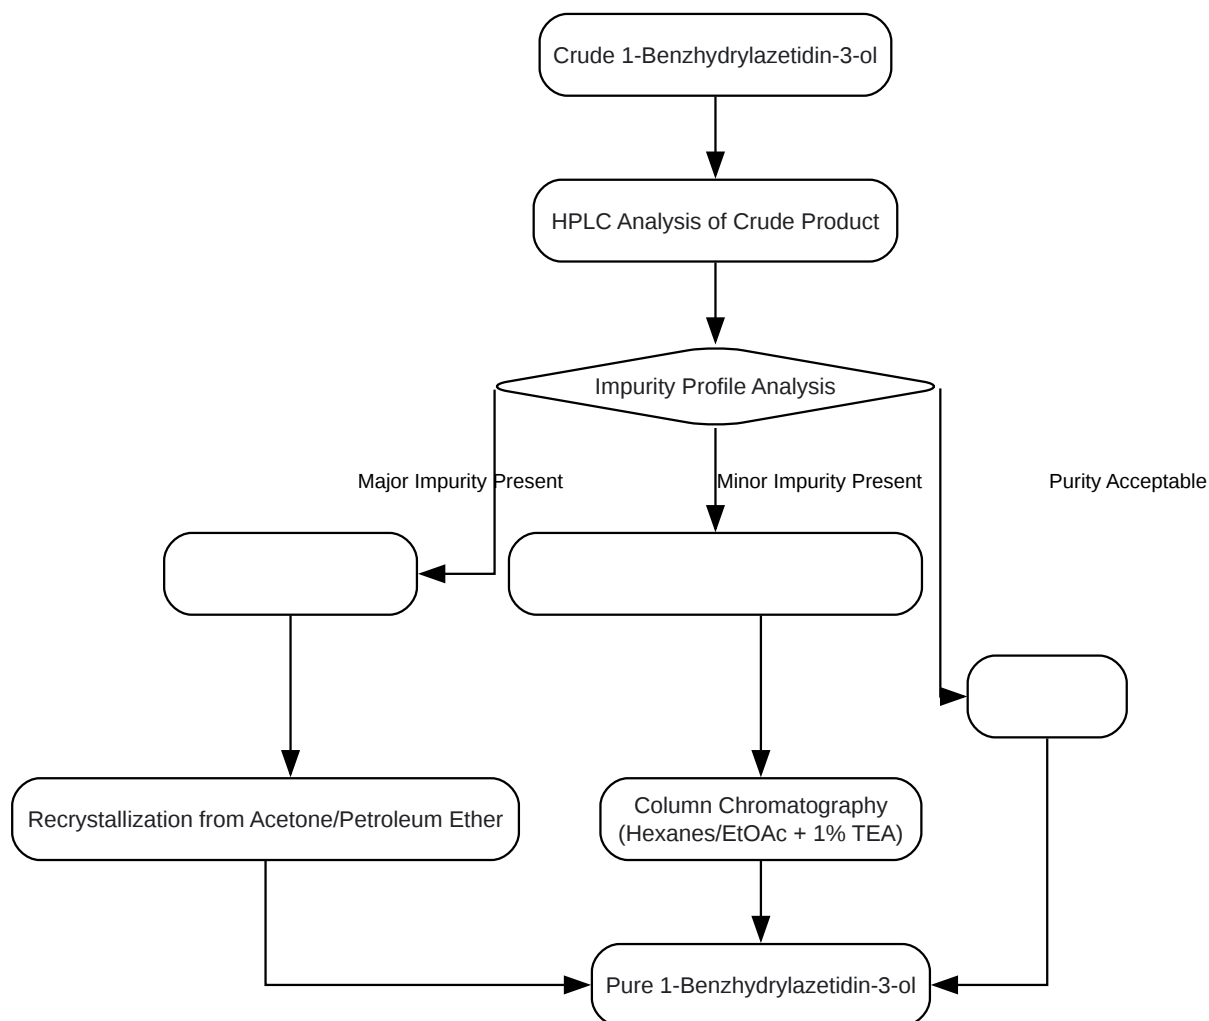 Crude 1-Benzhydrylazetidin-3-ol
HPLC Analysis of Crude Product
Impurity Profile Analysis
Major Impurity Present
Minor Impurity Present
Purity Acceptable
Recrystallization from Acetone/Petroleum Ether
Column Chromatography
(Hexanes/EtOAc + 1% TEA)
Pure 1-Benzhydrylazetidin-3-ol